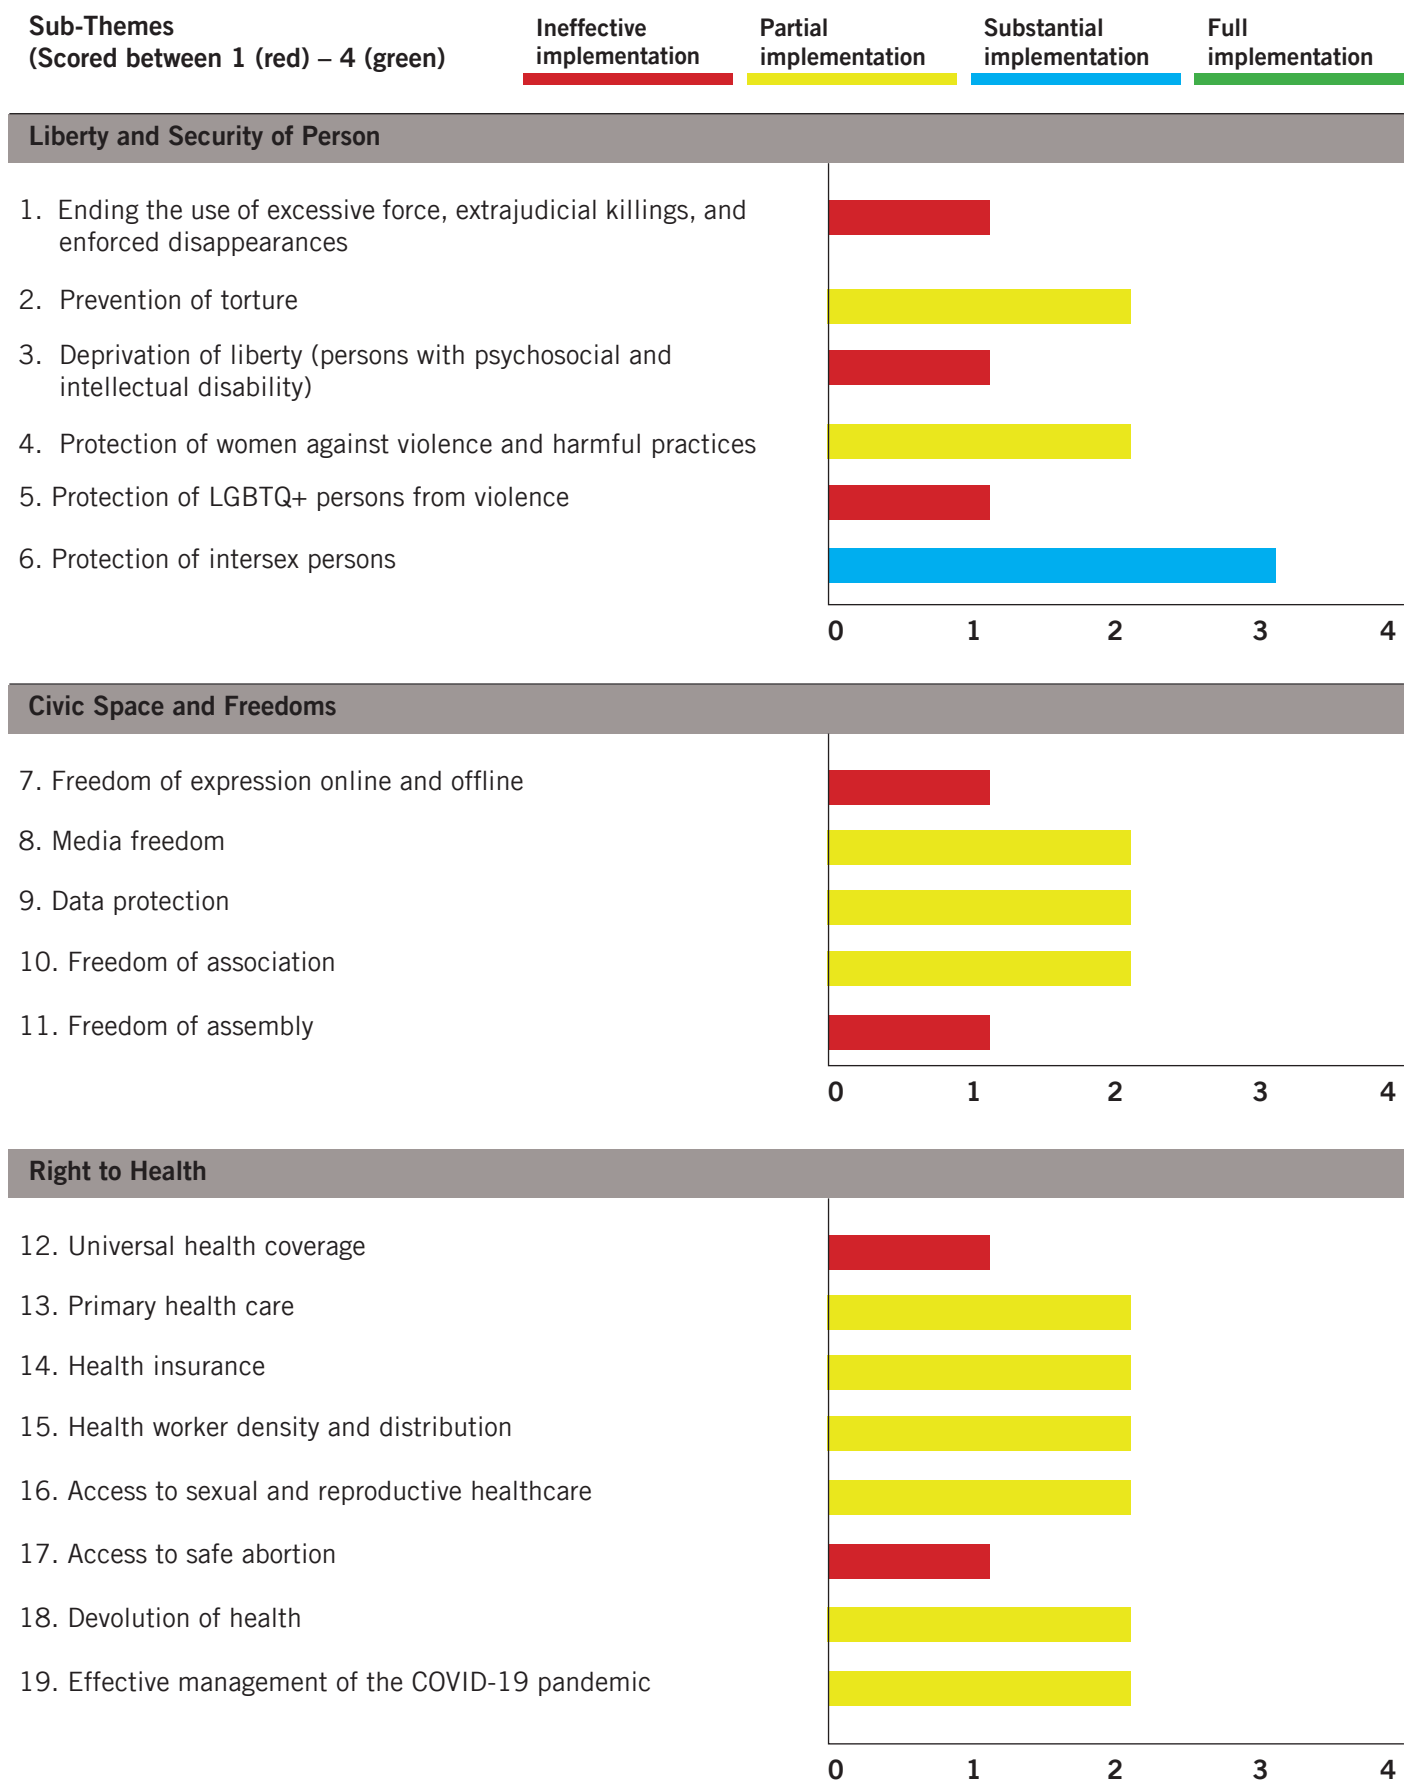 Sub-Themes
(Scored between 1 (red) – 4 (green)
Ineffective
implementation
Partial
implementation
Substantial
implementation
Full
implementation
Liberty and Security of Person
1. Ending the use of excessive force, extrajudicial killings, and
enforced disappearances
2. Prevention of torture
3. Deprivation of liberty (persons with psychosocial and
intellectual disability)
4. Protection of women against violence and harmful practices
5. Protection of LGBTQ+ persons from violence
6. Protection of intersex persons
0 1 2 3 4
Civic Space and Freedoms
7. Freedom of expression online and offline
8. Media freedom
9. Data protection
10. Freedom of association
11. Freedom of assembly
0 1 2 3 4
Right to Health
12. Universal health coverage
13. Primary health care
14. Health insurance
15. Health worker density and distribution
16. Access to sexual and reproductive healthcare
17. Access to safe abortion
18. Devolution of health
19. Effective management of the COVID-19 pandemic
0 1 2 3 4